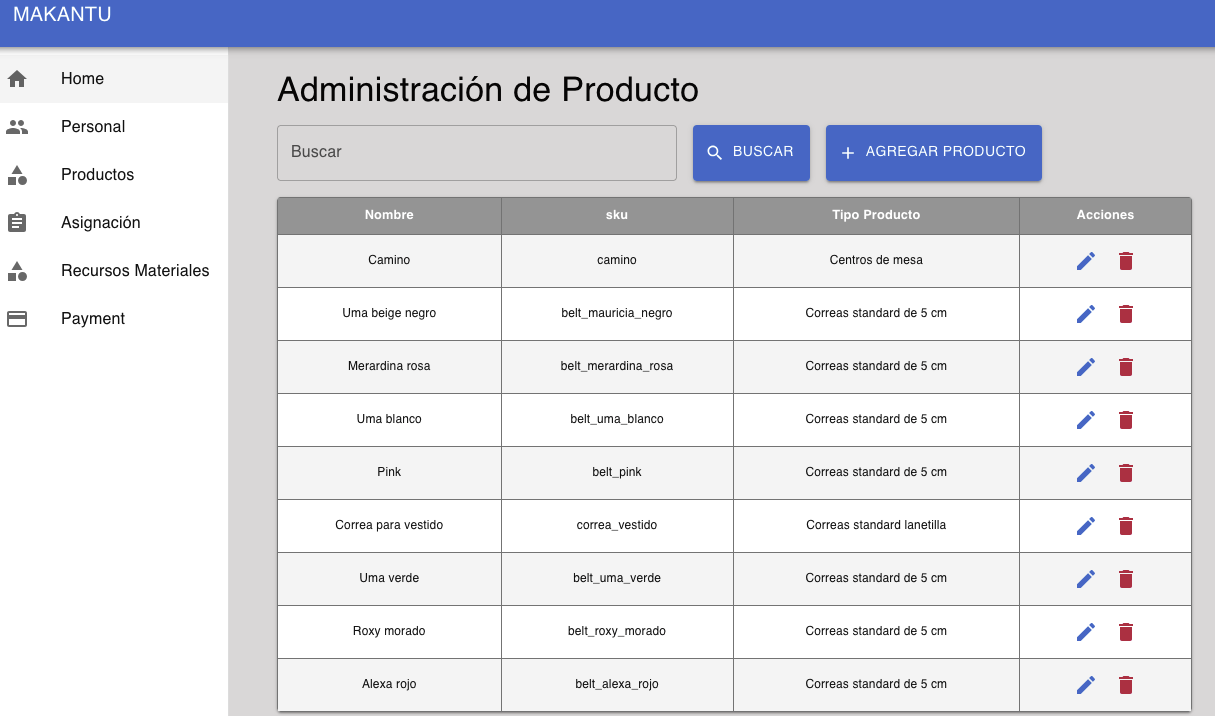 MAKANTU
Home
Personal
Productos
Asignación
Recursos Materiales
Payment
Administración de Producto
Buscar
BUSCAR
AGREGAR PRODUCTO
Nombre sku Tipo Producto Acciones
Camino camino Centros de mesa
Uma beige negro belt_mauricia_negro Correas standard de 5 cm
Merardina rosa belt_merardina_rosa Correas standard de 5 cm
Uma blanco belt_uma_blanco Correas standard de 5 cm
Pink belt_pink Correas standard de 5 cm
Correa para vestido correa_vestido Correas standard lanetilla
Uma verde belt_uma_verde Correas standard de 5 cm
Roxy morado belt_roxy_morado Correas standard de 5 cm
Alexa rojo belt_alexa_rojo Correas standard de 5 cm